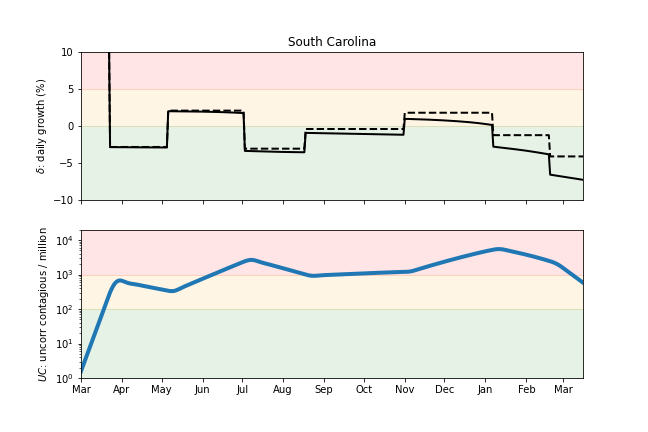 South Carolina
δ: daily growth (%)
10
5
0
−5
−10
UC: uncorr contagious / million
10⁴
10³
10²
10¹
10⁰
Mar Apr May Jun Jul Aug Sep Oct Nov Dec Jan Feb Mar